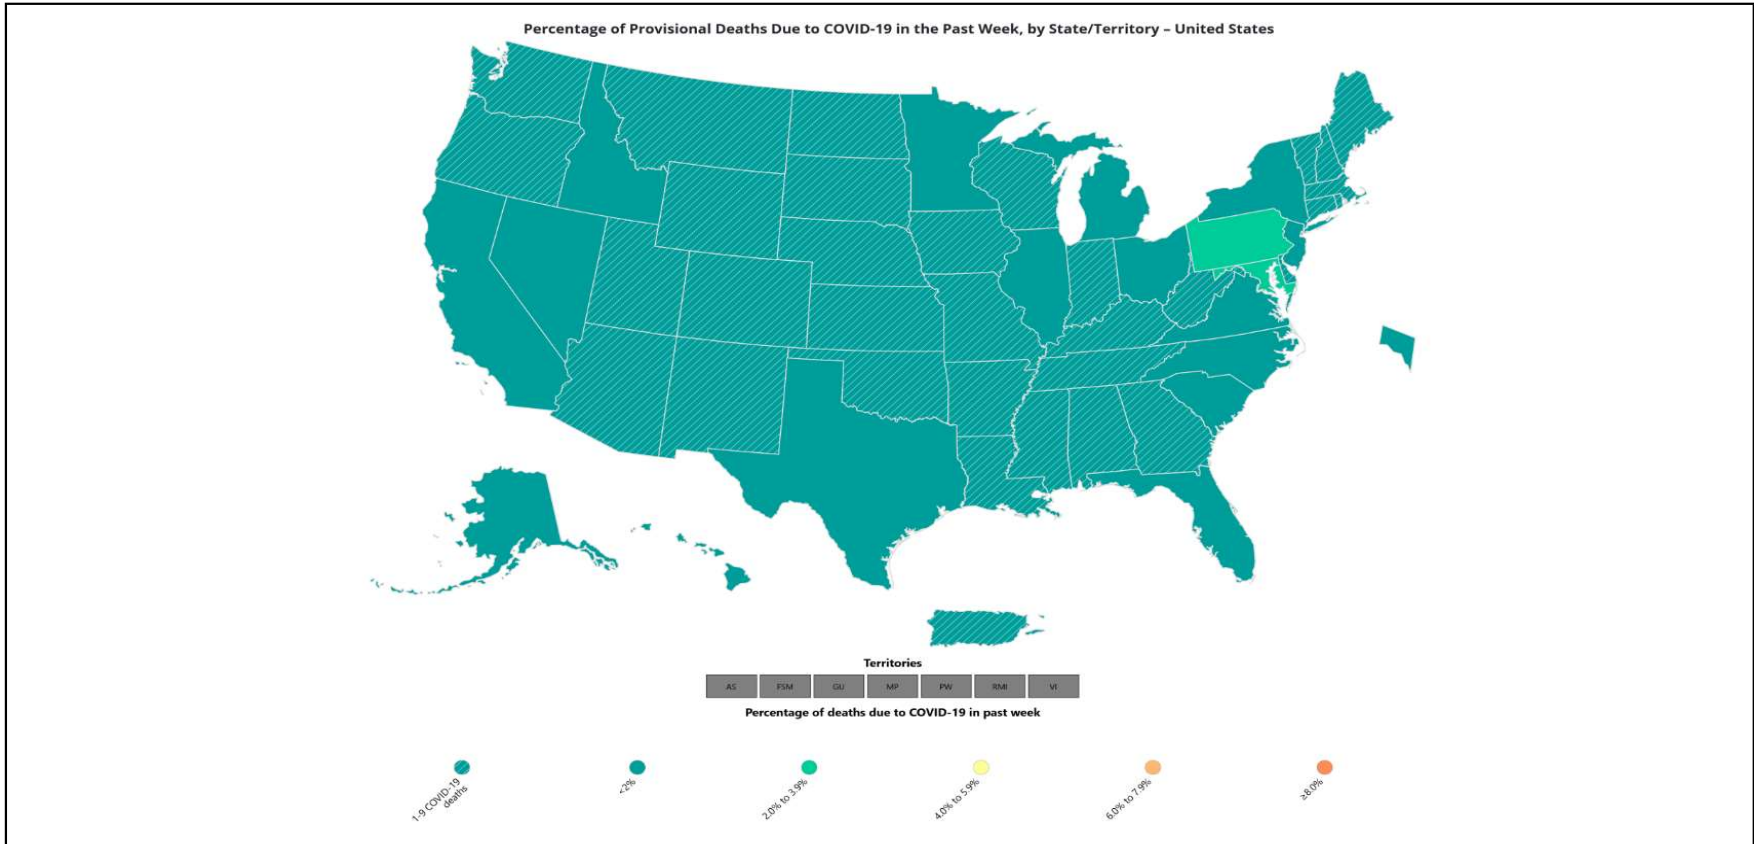 Percentage of Provisional Deaths Due to COVID-19 in the Past Week, by State/Territory – United States
Territories
AS FSM GU MP PW RMI VI
Percentage of deaths due to COVID-19 in past week
1-9 COVID-19
deaths
<2%
2.0% to 3.9%
4.0% to 5.9%
6.0% to 7.9%
≥8.0%